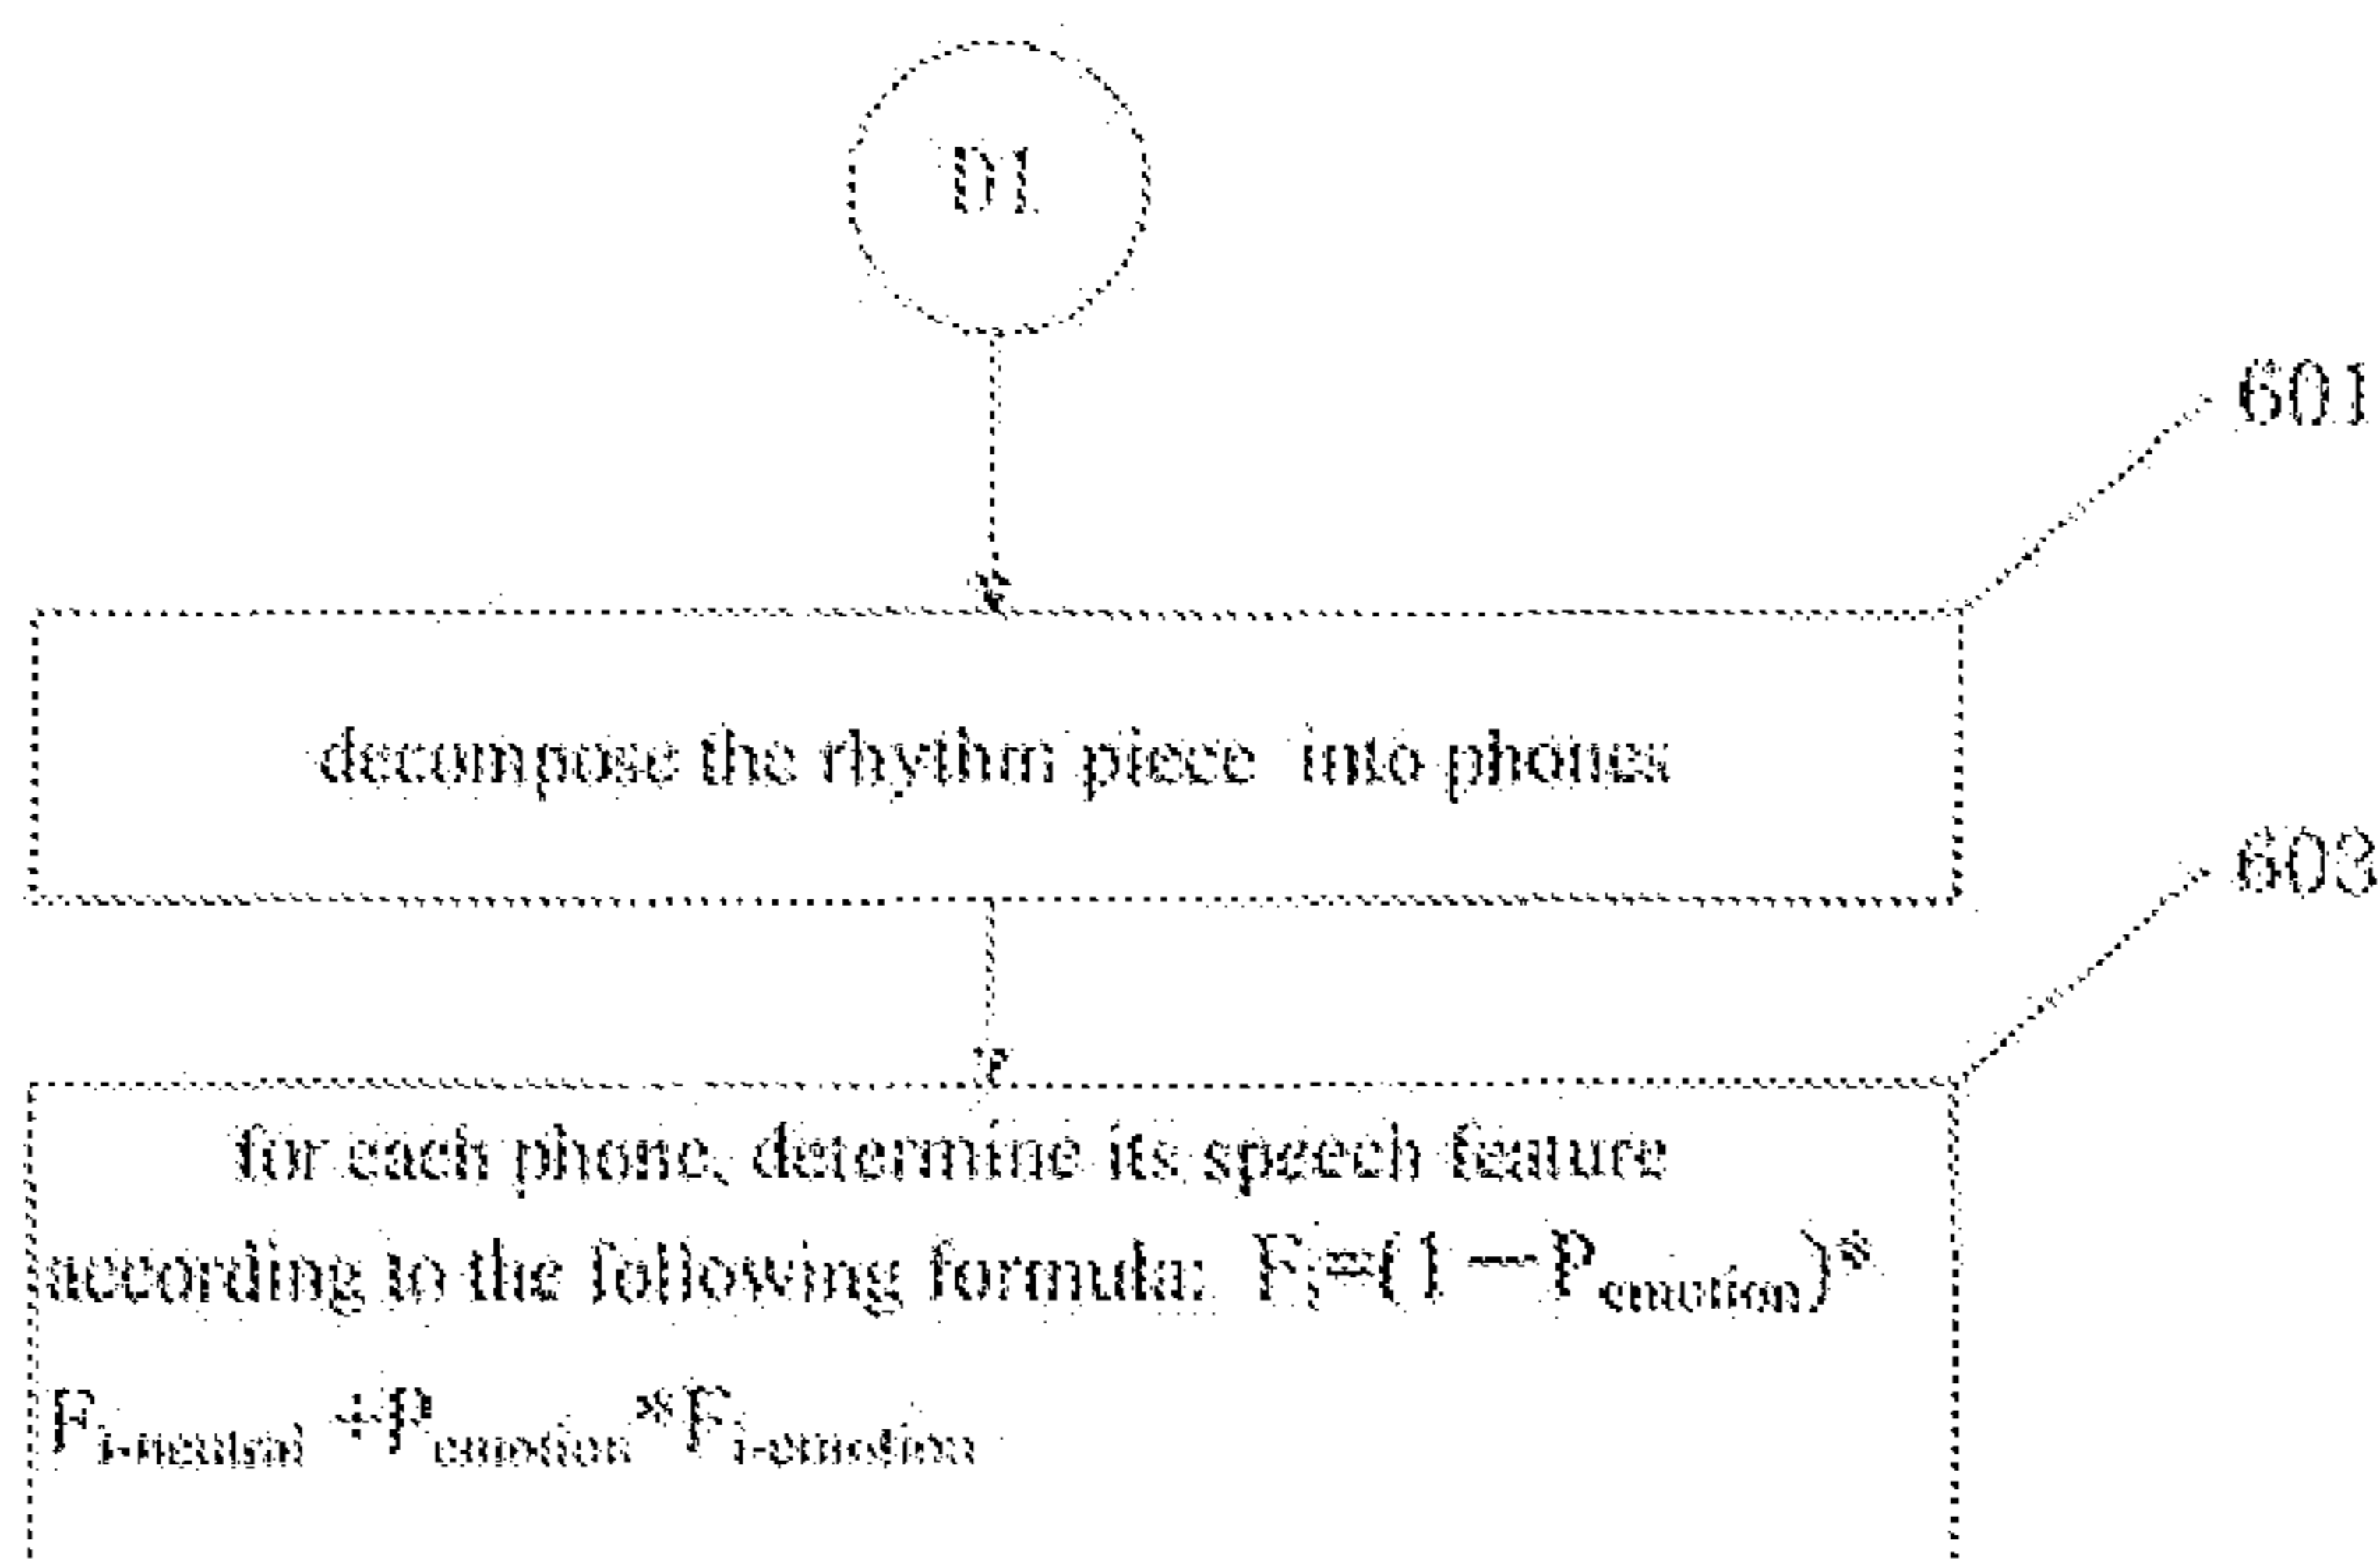 D1
601
decompose the rhythm piece into phones
603
for each phone, determine its speech feature
according to the following formula: Fi=(1－Pemotion)*
Fi-neutral +Pemotion*Fi-emotion